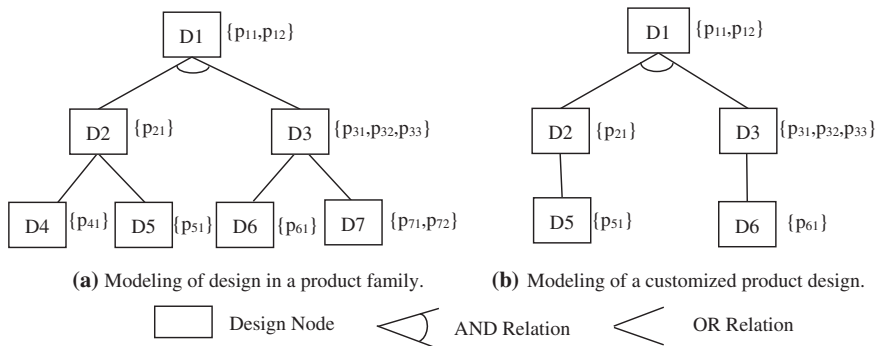 D1 {p11,p12}
D2 {p21} D3 {p31,p32,p33}
D4 {p41} D5 {p51} D6 {p61} D7 {p71,p72}
(a) Modeling of design in a product family.
D1 {p11,p12}
D2 {p21} D3 {p31,p32,p33}
D5 {p51} D6 {p61}
(b) Modeling of a customized product design.
Design Node AND Relation OR Relation